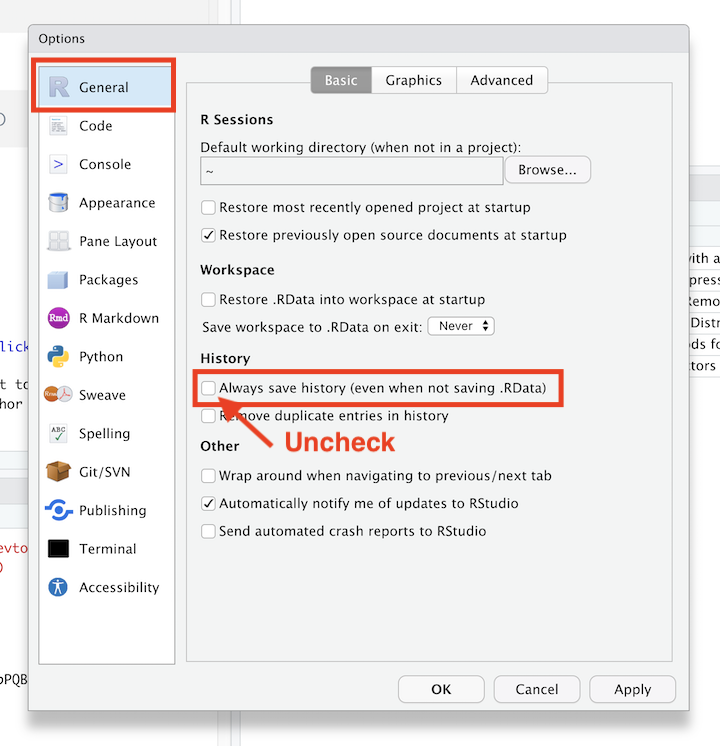 Options
General
Code
Console
Appearance
Pane Layout
Packages
Rmd
R Markdown
Python
Sweave
ABC
Spelling
Git/SVN
Publishing
Terminal
Accessibility
Basic
Graphics
Advanced
R Sessions
Default working directory (when not in a project):
~
Browse...
Restore most recently opened project at startup
Restore previously open source documents at startup
Workspace
Restore .RData into workspace at startup
Save workspace to .RData on exit: Never
History
Always save history (even when not saving .RData)
Remove duplicate entries in history
Uncheck
Other
Wrap around when navigating to previous/next tab
Automatically notify me of updates to RStudio
Send automated crash reports to RStudio
OK
Cancel
Apply